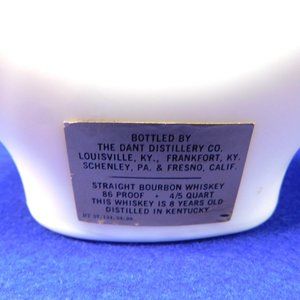 BOTTLED BY
THE DANT DISTILLERY CO.
LOUISVILLE, KY., FRANKFORT, KY.
SCHENLEY, PA. & FRESNO, CALIF.
STRAIGHT BOURBON WHISKEY
86 PROOF • 4/5 QUART
THIS WHISKEY IS 8 YEARS OLD
DISTILLED IN KENTUCKY